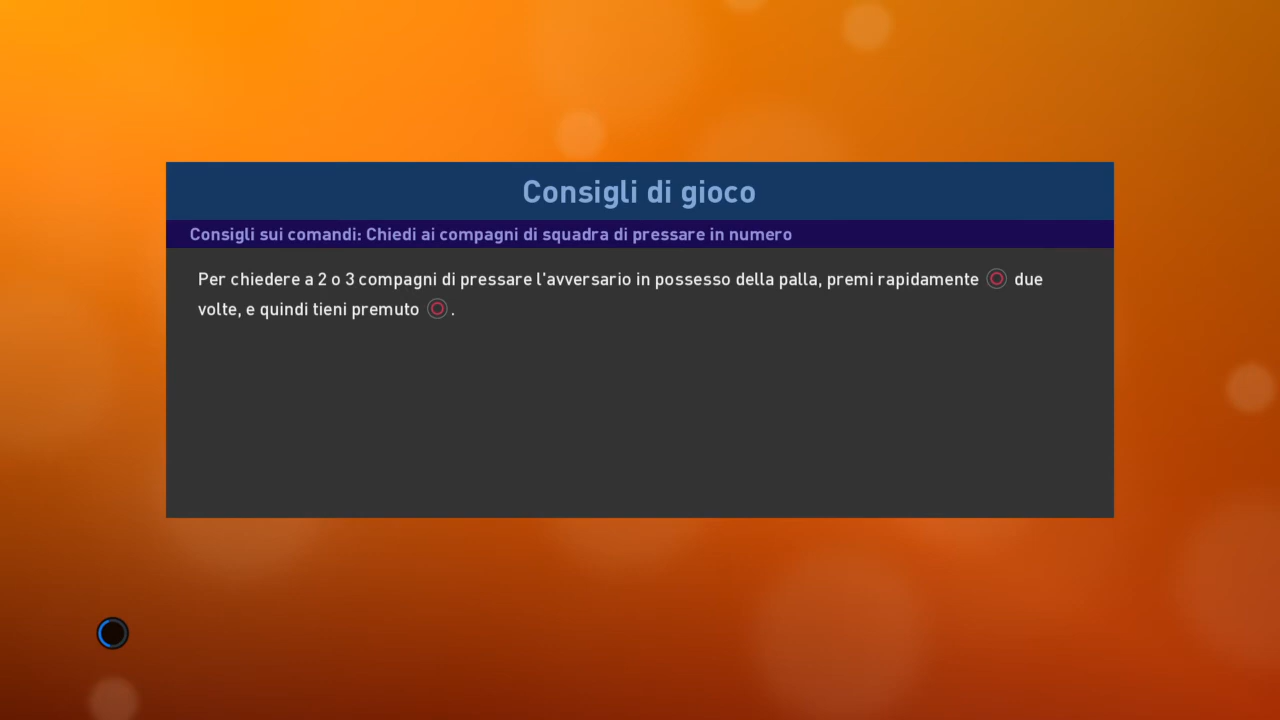 Consigli di gioco
Consigli sui comandi: Chiedi ai compagni di squadra di pressare in numero
Per chiedere a 2 o 3 compagni di pressare l'avversario in possesso della palla, premi rapidamente ◯ due
volte, e quindi tieni premuto ◯.